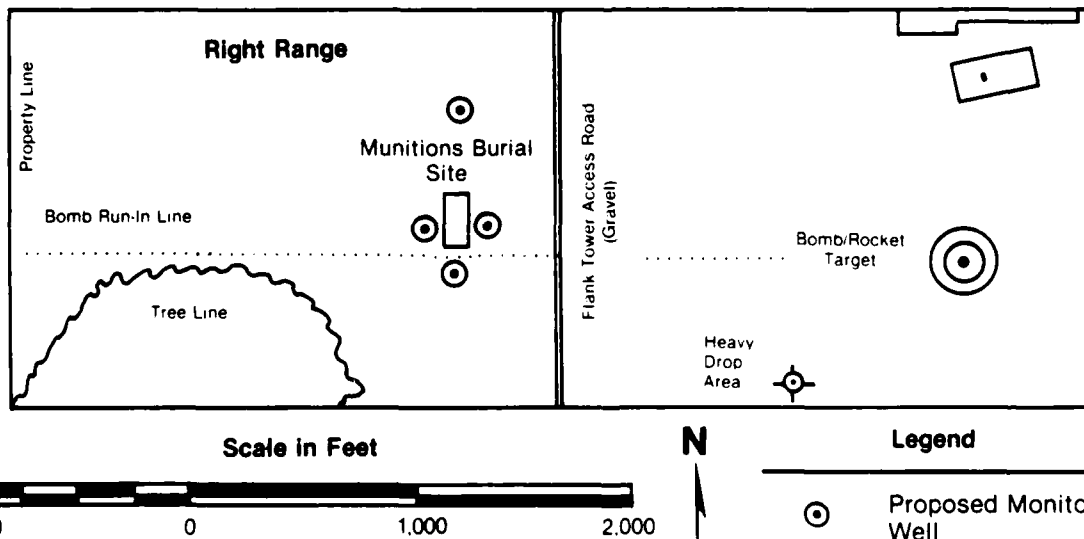 Right Range
Property Line
Munitions Burial
Site
Bomb Run-In Line
Tree Line
Flank Tower Access Road
(Gravel)
Bomb/Rocket
Target
Heavy
Drop
Area
Scale in Feet
0
1,000
2,000
N
Legend
Proposed
Well